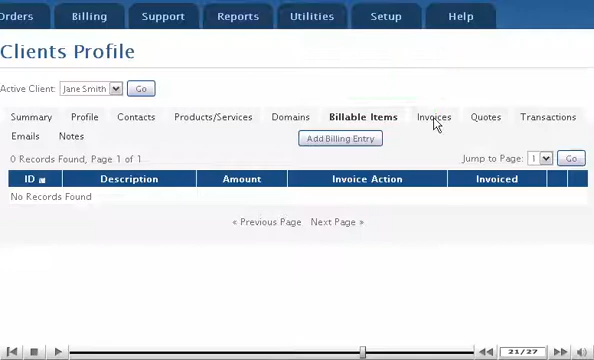 Orders Billing Support Reports Utilities Setup Help
Clients Profile
Active Client: Jane Smith Go
Summary Profile Contacts Products/Services Domains Billable Items Invoices Quotes Transactions
Emails Notes
Add Billing Entry
0 Records Found, Page 1 of 1 Jump to Page: 1 Go
ID Description Amount Invoice Action Invoiced
No Records Found
« Previous Page Next Page »
21/27